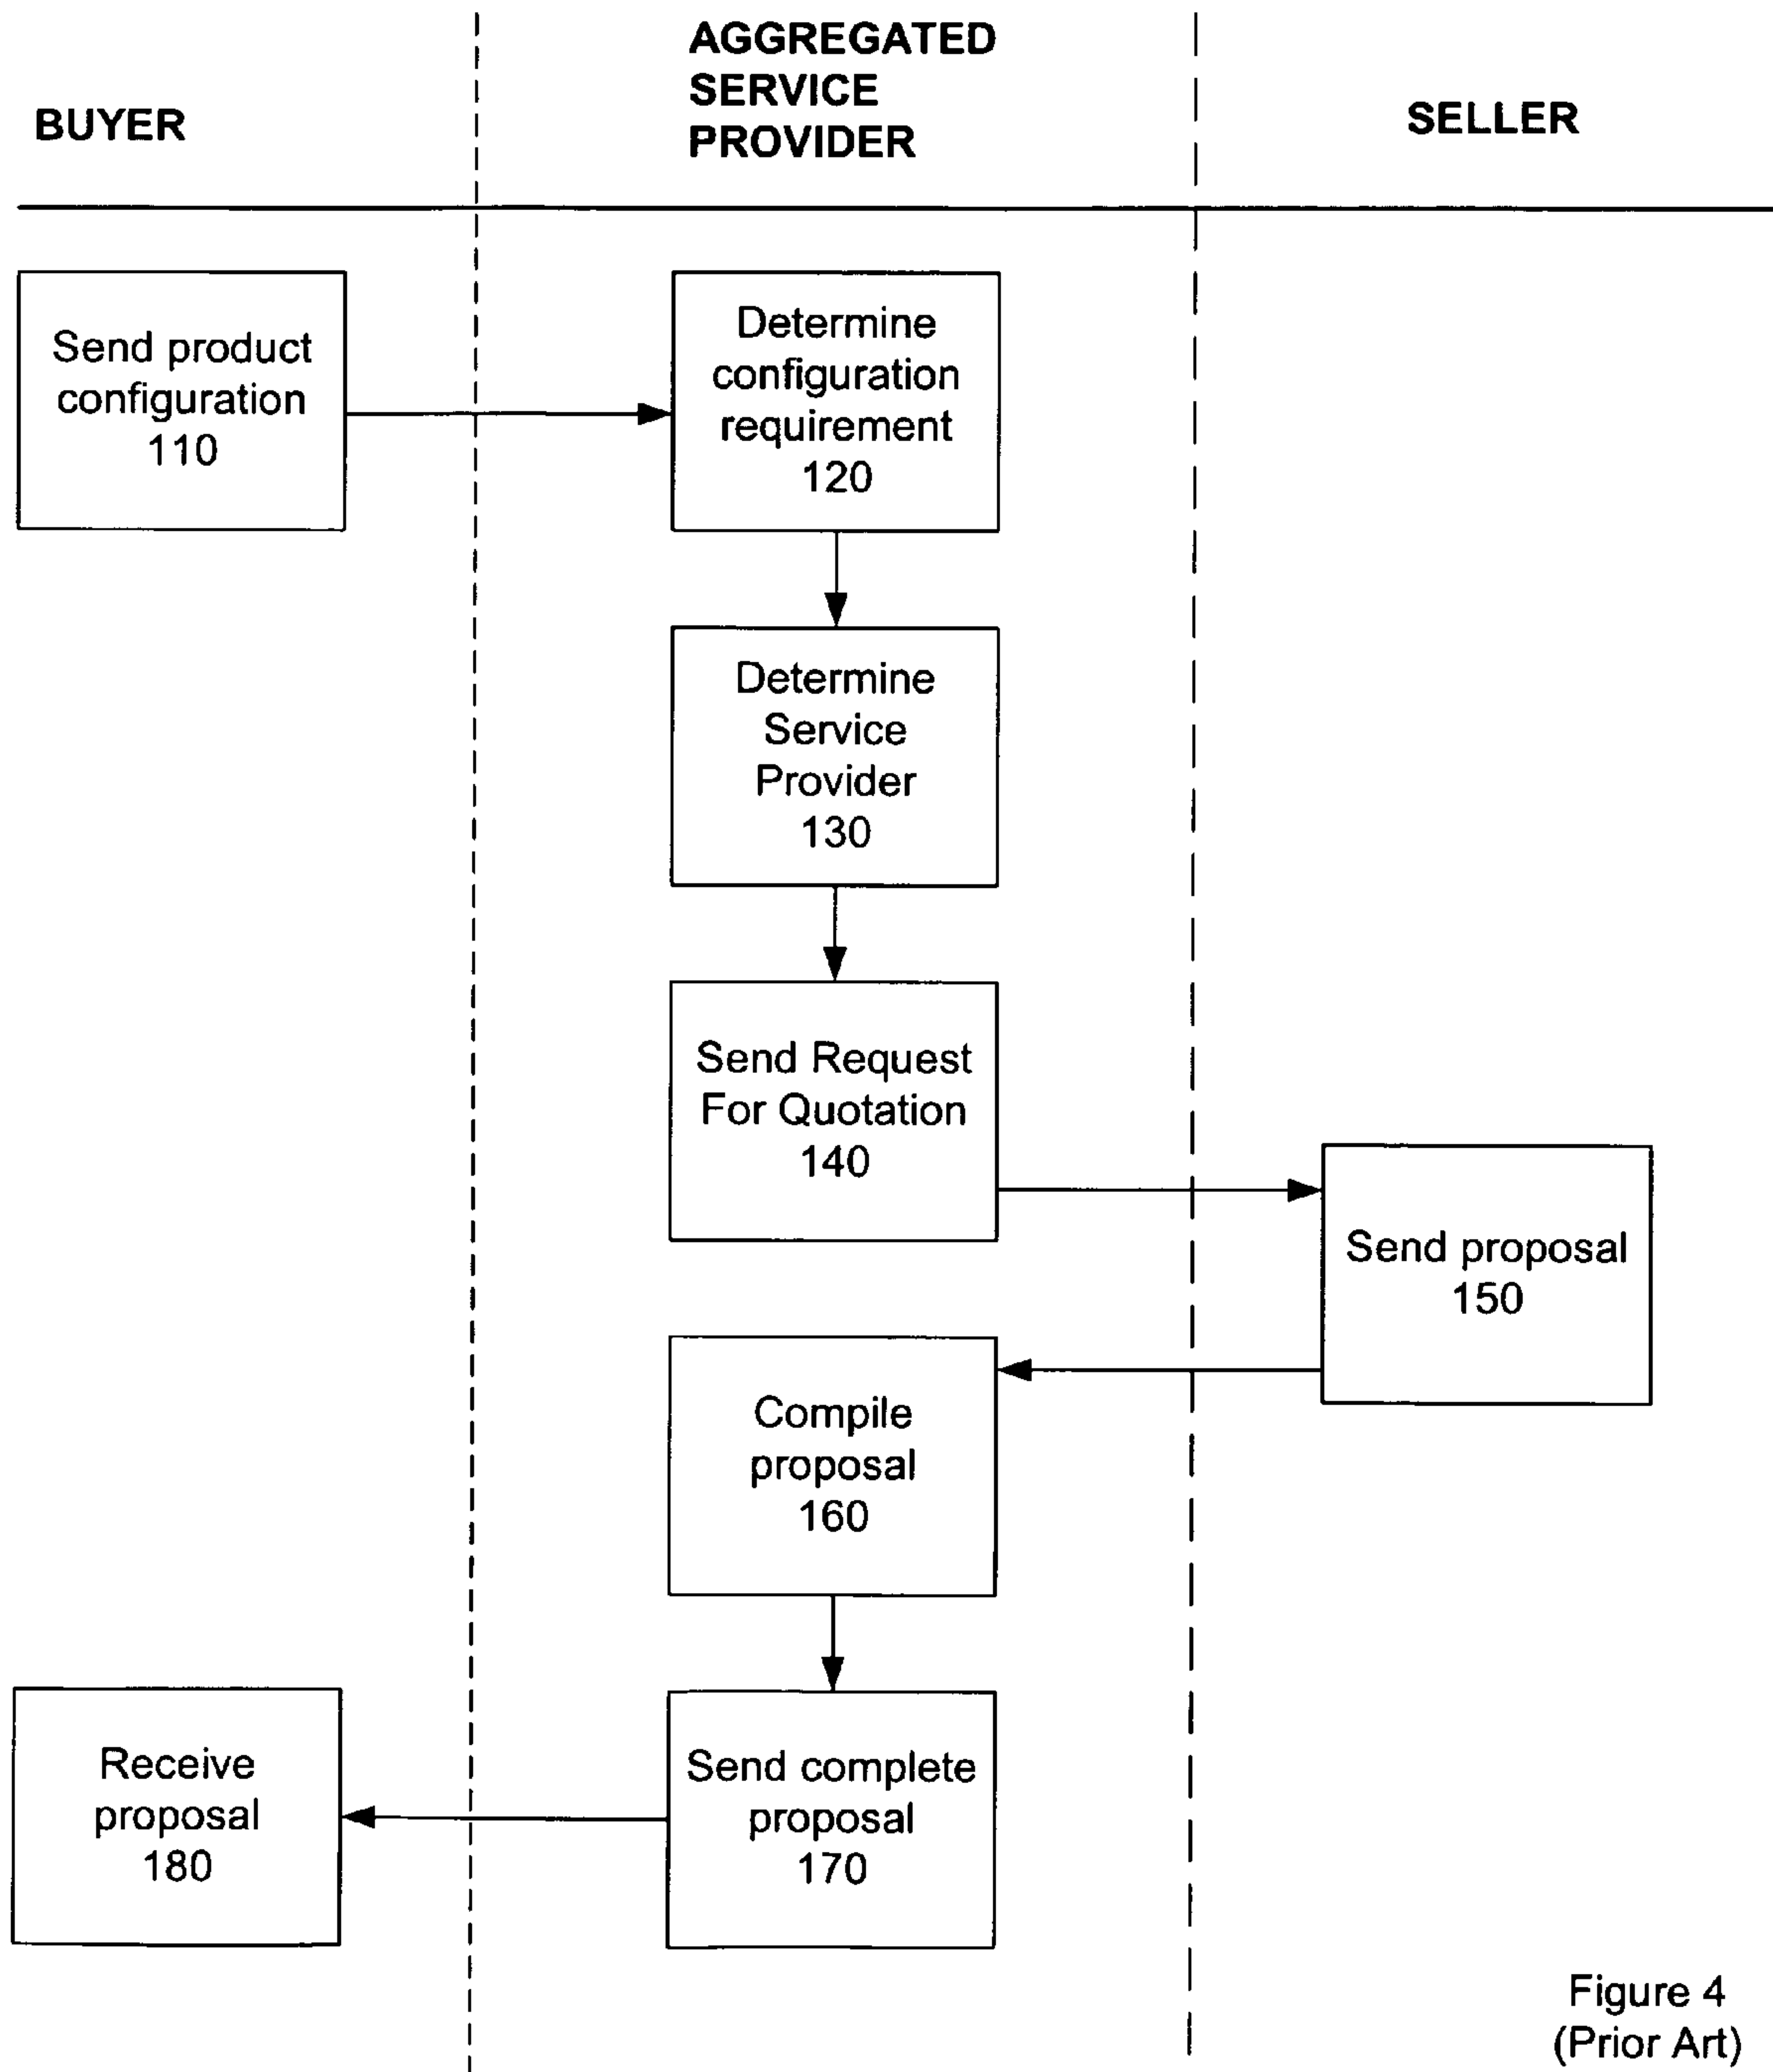 BUYER
AGGREGATED
SERVICE
PROVIDER
SELLER
Send product
configuration
110
Determine
configuration
requirement
120
Determine
Service
Provider
130
Send Request
For Quotation
140
Send proposal
150
Compile
proposal
160
Send complete
proposal
170
Receive
proposal
180
Figure 4
(Prior Art)